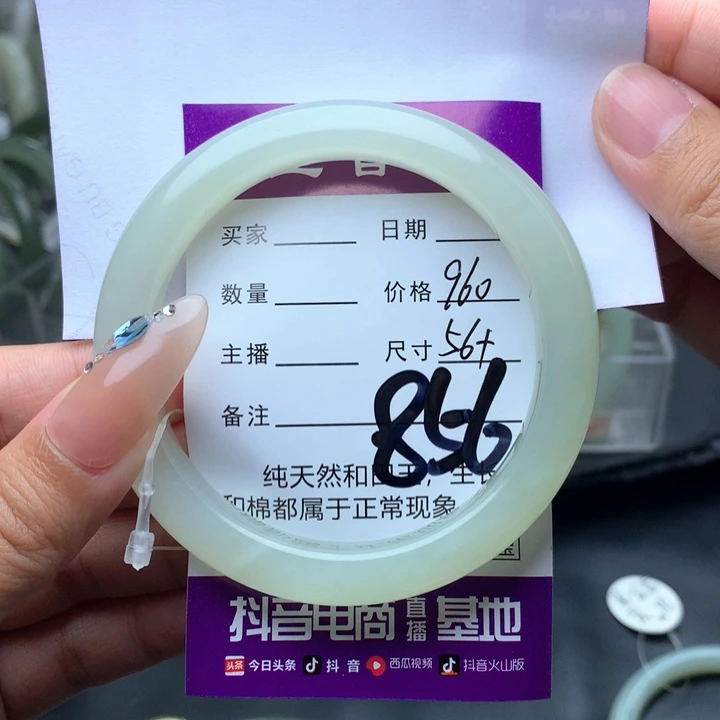 买家 日期
数量 价格 960
主播 尺寸 56+
备注
856
纯天然和田玉，生长
和棉都属于正常现象
抖音电商直播基地
头条 今日头条 抖音 西瓜视频 抖音火山版